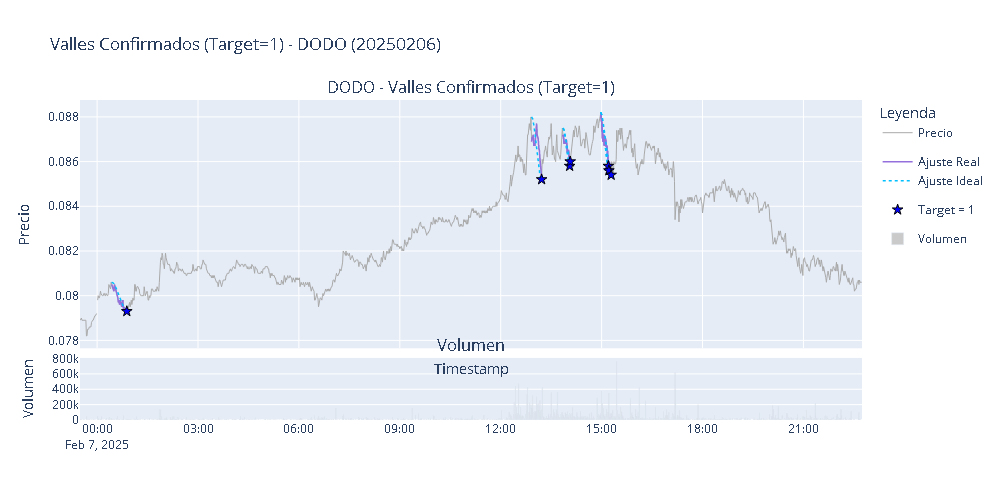 Valles Confirmados (Target=1) - DODO (20250206)
DODO - Valles Confirmados (Target=1)
Leyenda
Precio
Ajuste Real
Ajuste Ideal
Target = 1
Volumen
Precio
0.088
0.086
0.084
0.082
0.08
0.078
Volumen
Timestamp
Volumen
800k
600k
400k
200k
0
00:00 03:00 06:00 09:00 12:00 15:00 18:00 21:00
Feb 7, 2025